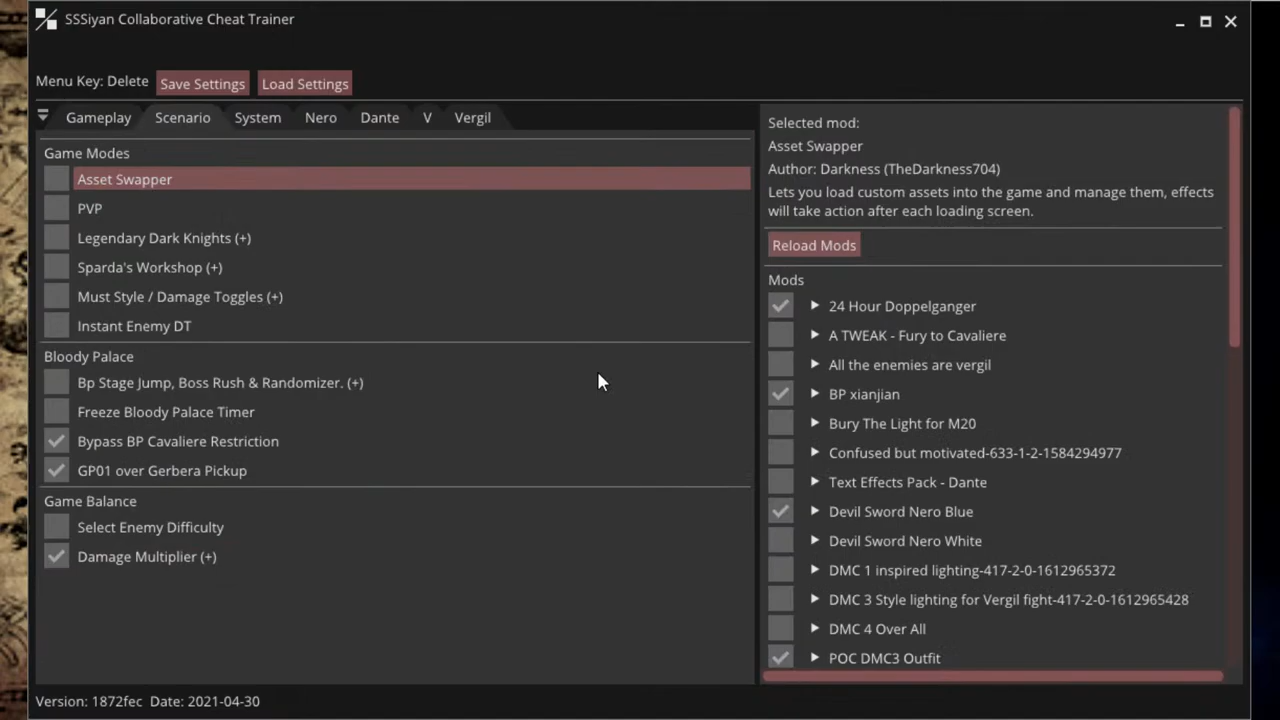 SSSiyan Collaborative Cheat Trainer
Menu Key: Delete Save Settings Load Settings
Gameplay Scenario System Nero Dante V Vergil
Game Modes
Asset Swapper
PVP
Legendary Dark Knights (+)
Sparda's Workshop (+)
Must Style / Damage Toggles (+)
Instant Enemy DT
Bloody Palace
Bp Stage Jump, Boss Rush & Randomizer. (+)
Freeze Bloody Palace Timer
Bypass BP Cavaliere Restriction
GP01 over Gerbera Pickup
Game Balance
Select Enemy Difficulty
Damage Multiplier (+)
Selected mod:
Asset Swapper
Author: Darkness (TheDarkness704)
Lets you load custom assets into the game and manage them, effects
will take action after each loading screen.
Reload Mods
Mods
24 Hour Doppelganger
A TWEAK - Fury to Cavaliere
All the enemies are vergil
BP xianjian
Bury The Light for M20
Confused but motivated-633-1-2-1584294977
Text Effects Pack - Dante
Devil Sword Nero Blue
Devil Sword Nero White
DMC 1 inspired lighting-417-2-0-1612965372
DMC 3 Style lighting for Vergil fight-417-2-0-1612965428
DMC 4 Over All
POC DMC3 Outfit
Version: 1872fec Date: 2021-04-30